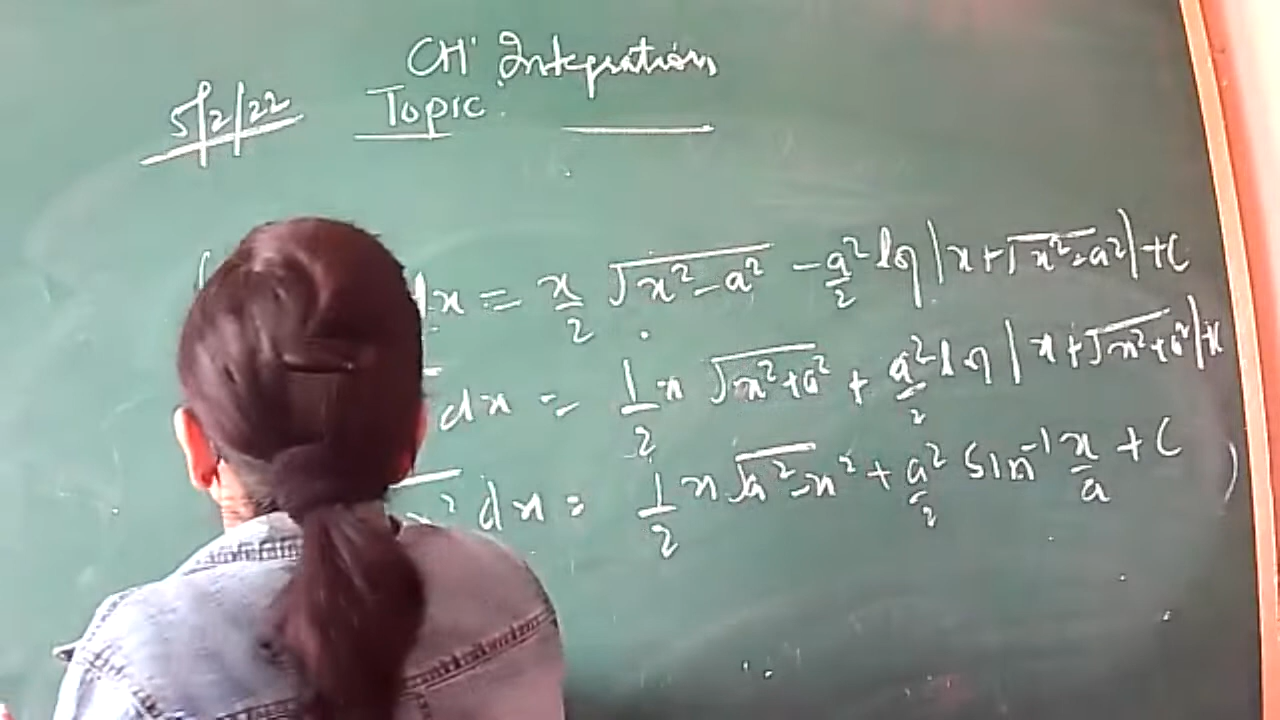 CH Integration
5/2/22 Topic:
dx = x/2 √x²-a² - a²/2 log |x+√x²-a²| + C
dx = 1/2 x √x²+a² + a²/2 log |x+√x²+a²|+C
x² dx = 1/2 x √a²-x² + a²/2 Sin⁻¹ x/a + C )